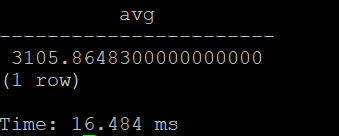 avg
-----------------------
3105.8648300000000000
(1 row)
Time: 16.484 ms